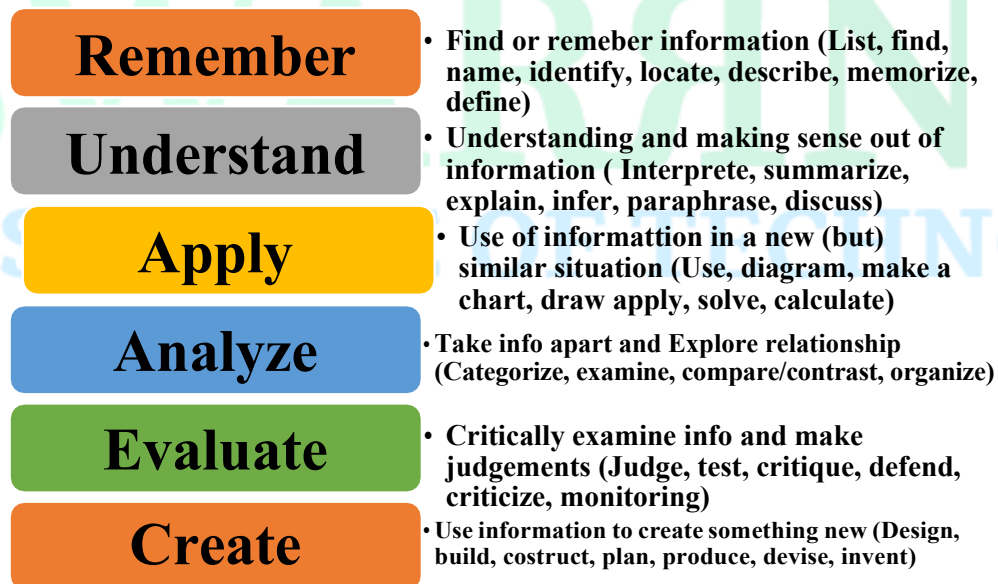 Remember
• Find or remeber information (List, find,
name, identify, locate, describe, memorize,
define)
Understand
• Understanding and making sense out of
information ( Interprete, summarize,
explain, infer, paraphrase, discuss)
Apply
• Use of informattion in a new (but)
similar situation (Use, diagram, make a
chart, draw apply, solve, calculate)
Analyze
• Take info apart and Explore relationship
(Categorize, examine, compare/contrast, organize)
Evaluate
• Critically examine info and make
judgements (Judge, test, critique, defend,
criticize, monitoring)
Create
• Use information to create something new (Design,
build, costruct, plan, produce, devise, invent)